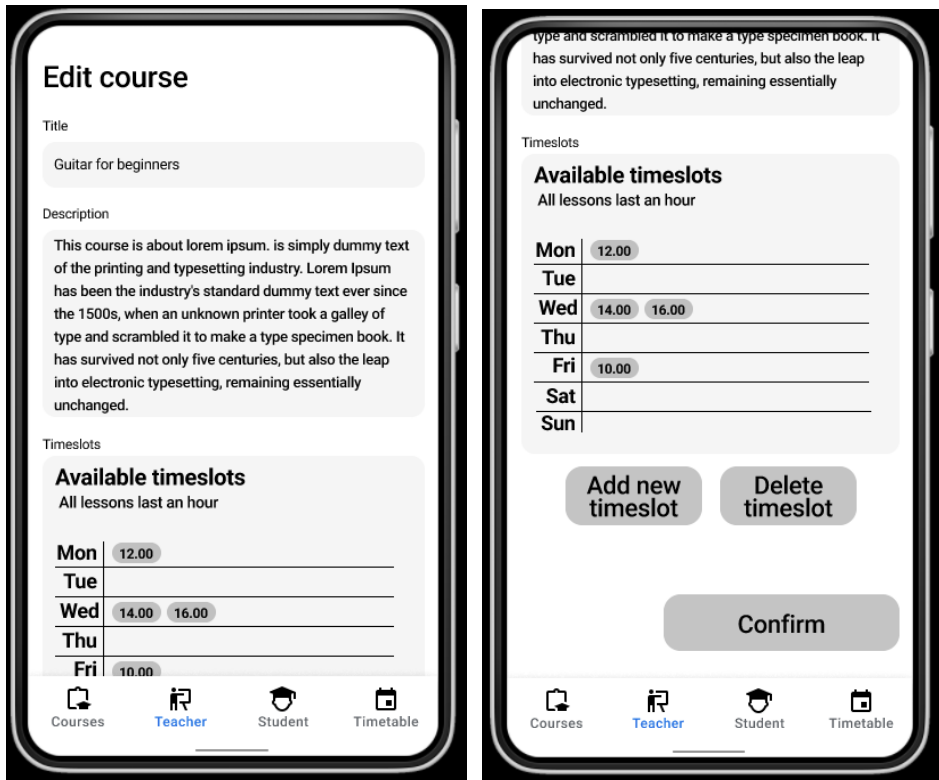 Edit course
Title
Guitar for beginners
Description
This course is about lorem ipsum. is simply dummy text
of the printing and typesetting industry. Lorem Ipsum
has been the industry's standard dummy text ever since
the 1500s, when an unknown printer took a galley of
type and scrambled it to make a type specimen book. It
has survived not only five centuries, but also the leap
into electronic typesetting, remaining essentially
unchanged.
Timeslots
Available timeslots
All lessons last an hour
Mon 12.00
Tue
Wed 14.00 16.00
Thu
Fri 10.00
Courses Teacher Student Timetable
type and scrambled it to make a type specimen book. It
has survived not only five centuries, but also the leap
into electronic typesetting, remaining essentially
unchanged.
Timeslots
Available timeslots
All lessons last an hour
Mon 12.00
Tue
Wed 14.00 16.00
Thu
Fri 10.00
Sat
Sun
Add new timeslot
Delete timeslot
Confirm
Courses Teacher Student Timetable